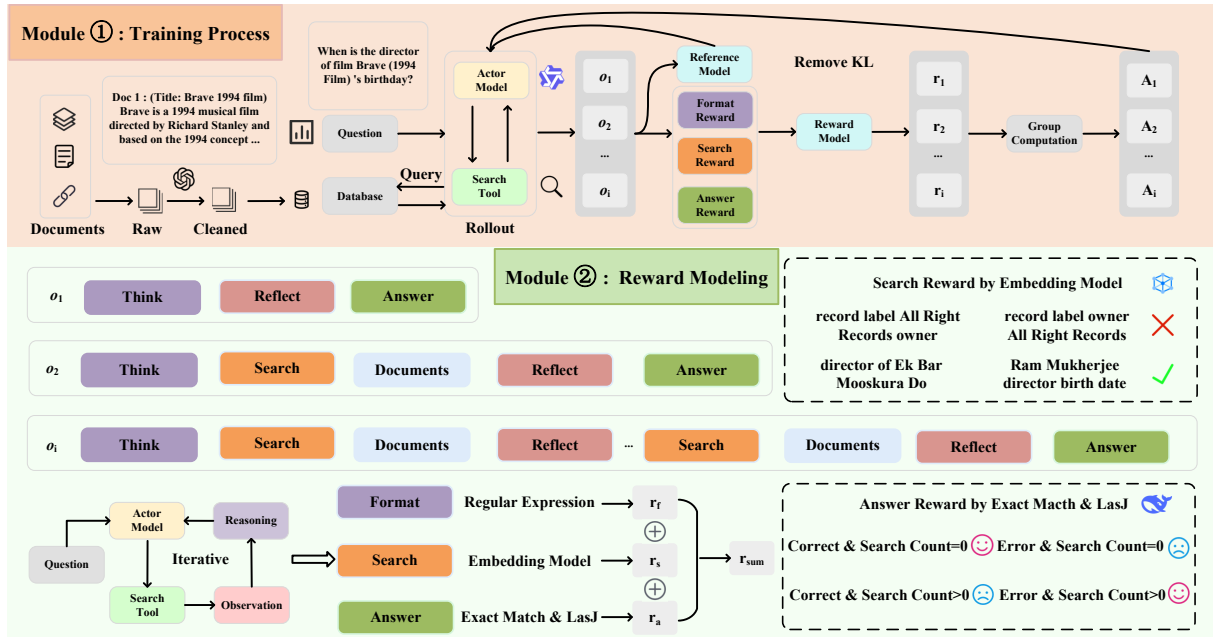 Module ① : Training Process
When is the director
of film Brave (1994
Film) 's birthday?
Doc 1 : (Title: Brave 1994 film)
Brave is a 1994 musical film
directed by Richard Stanley and
based on the 1994 concept ...
Documents
Raw
Cleaned
Question
Database
Query
Actor
Model
Search
Tool
Rollout
o1
o2
...
oi
Reference
Model
Format
Reward
Search
Reward
Answer
Reward
Remove KL
Reward
Model
r1
r2
...
ri
Group
Computation
A1
A2
...
Ai
Module ② : Reward Modeling
o1
Think
Reflect
Answer
o2
Think
Search
Documents
Reflect
Answer
oi
Think
Search
Documents
Reflect
...
Search
Documents
Reflect
Answer
Search Reward by Embedding Model
record label All Right
Records owner
record label owner
All Right Records
director of Ek Bar
Mooskura Do
Ram Mukherjee
director birth date
Question
Actor
Model
Reasoning
Iterative
Search
Tool
Observation
Format
Regular Expression
rf
Search
Embedding Model
rs
Answer
Exact Match & LasJ
ra
rsum
Answer Reward by Exact Macth & LasJ
Correct & Search Count=0
Error & Search Count=0
Correct & Search Count>0
Error & Search Count>0